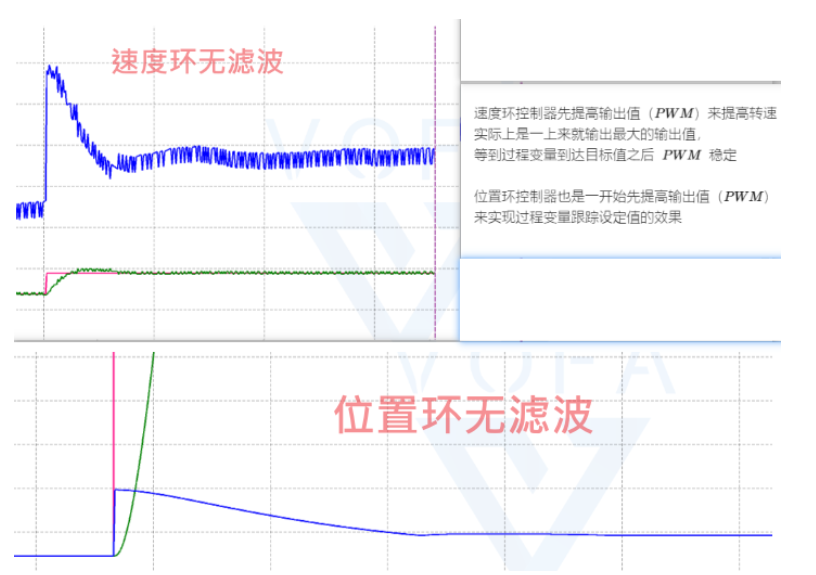 速度环无滤波
速度环控制器先提高输出值（PWM）来提高转速
实际上是一上来就输出最大的输出值，
等到过程变量到达目标值之后 PWM 稳定
位置环控制器也是一开始先提高输出值（PWM）
来实现过程变量跟踪设定值的效果
VOFA
VOFA
位置环无滤波